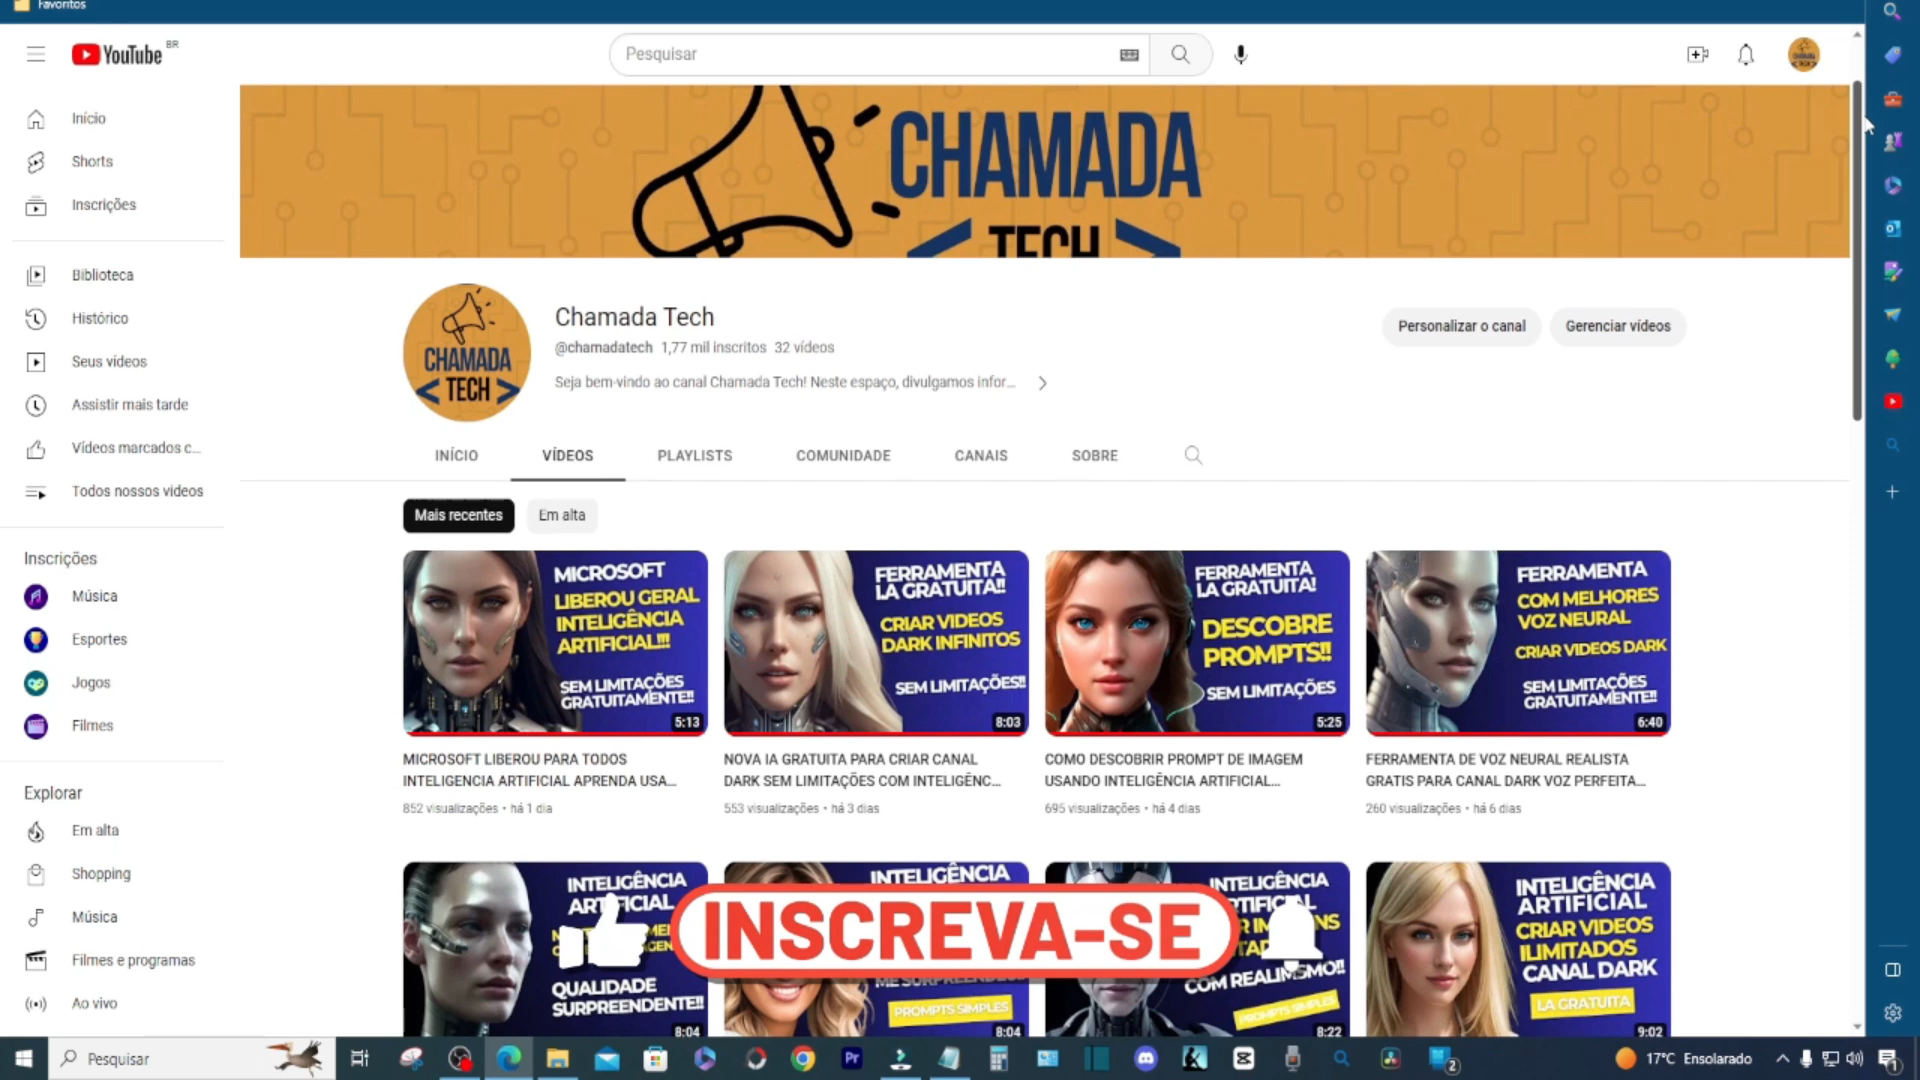 Favoritos
YouTube BR
Pesquisar
Início
Shorts
Inscrições
Biblioteca
Histórico
Seus vídeos
Assistir mais tarde
Vídeos marcados c...
Todos nossos videos
Inscrições
Música
Esportes
Jogos
Filmes
Explorar
Em alta
Shopping
Música
Filmes e programas
Ao vivo
CHAMADA
TECH
CHAMADA
< TECH >
Chamada Tech
@chamadatech 1,77 mil inscritos 32 vídeos
Seja bem-vindo ao canal Chamada Tech! Neste espaço, divulgamos infor...
Personalizar o canal
Gerenciar vídeos
INÍCIO
VÍDEOS
PLAYLISTS
COMUNIDADE
CANAIS
SOBRE
Mais recentes
Em alta
MICROSOFT
LIBEROU GERAL
INTELIGÊNCIA
ARTIFICIAL!!!
SEM LIMITAÇÕES
GRATUITAMENTE!!
5:13
MICROSOFT LIBEROU PARA TODOS
INTELIGENCIA ARTIFICIAL APRENDA USA...
852 visualizações • há 1 dia
FERRAMENTA
LA GRATUITA!!
CRIAR VIDEOS
DARK INFINITOS
SEM LIMITAÇÕES!!
8:03
NOVA IA GRATUITA PARA CRIAR CANAL
DARK SEM LIMITAÇÕES COM INTELIGÊNC...
553 visualizações • há 3 dias
FERRAMENTA
LA GRATUITA!
DESCOBRE
PROMPTS!!
SEM LIMITAÇÕES
5:25
COMO DESCOBRIR PROMPT DE IMAGEM
USANDO INTELIGÊNCIA ARTIFICIAL...
695 visualizações • há 4 dias
FERRAMENTA
COM MELHORES
VOZ NEURAL
CRIAR VIDEOS DARK
SEM LIMITAÇÕES
GRATUITAMENTE!!
6:40
FERRAMENTA DE VOZ NEURAL REALISTA
GRATIS PARA CANAL DARK VOZ PERFEITA...
260 visualizações • há 6 dias
INTELIGÊNCIA
QUALIDADE
SURPREENDENTE!!
8:04
INTELIGÊNCIA
PROMPTS SIMPLES
8:04
INTELIGÊNCIA
COM REALISMO!!
PROMPTS SIMPLES
8:22
INTELIGÊNCIA
ARTIFICIAL
CRIAR VIDEOS
ILIMITADOS
CANAL DARK
LA GRATUITA
9:02
INSCREVA-SE
Pesquisar
Pr
2
17°C Ensolarado
1